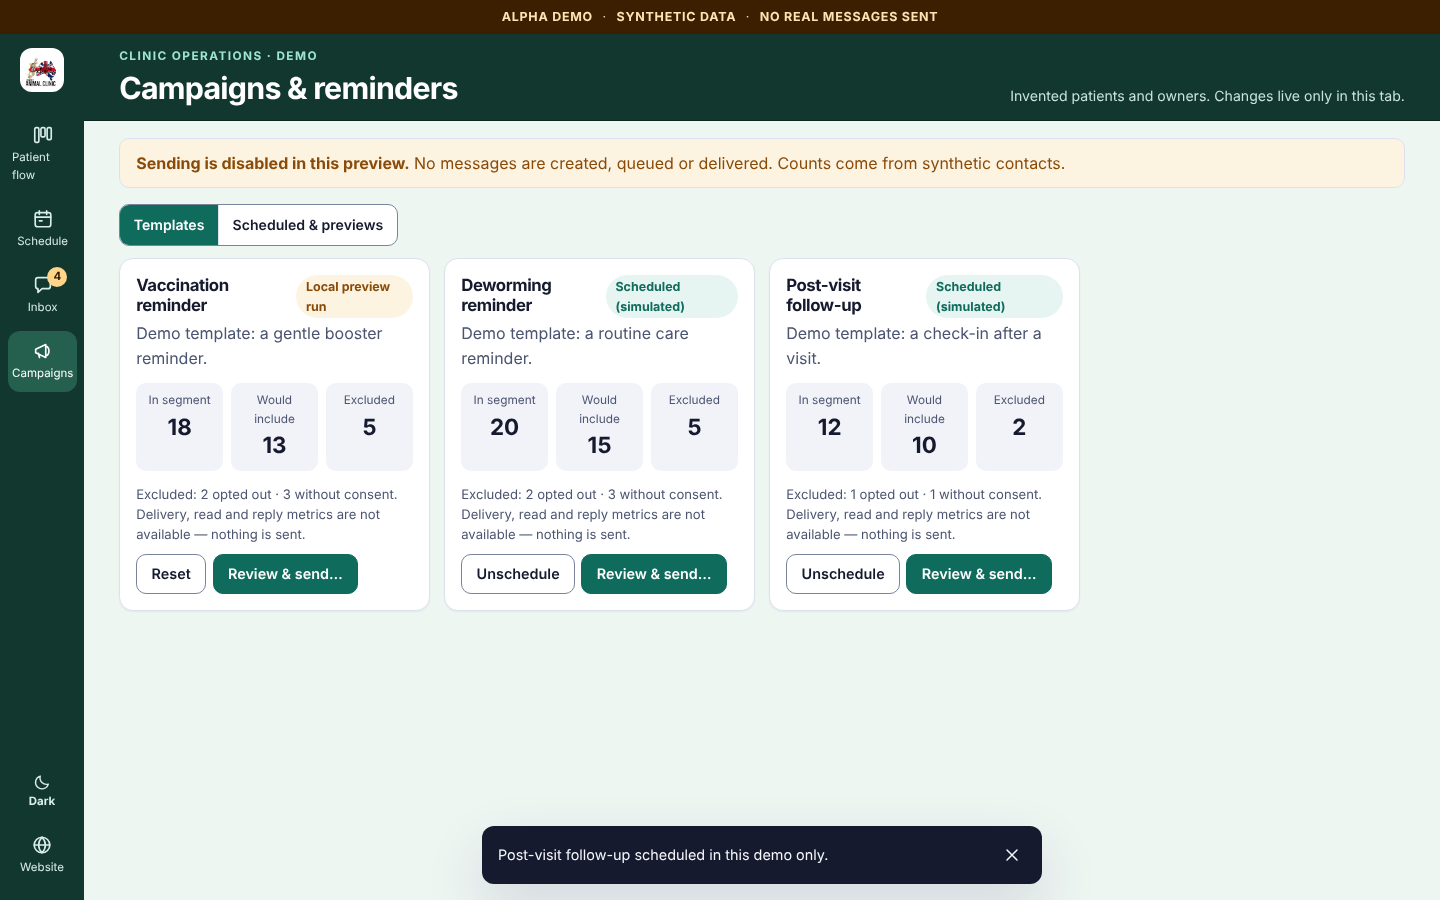 ALPHA DEMO · SYNTHETIC DATA · NO REAL MESSAGES SENT
ANIMAL CLINIC
Patient
flow
Schedule
4
Inbox
Campaigns
Dark
Website
CLINIC OPERATIONS · DEMO
Campaigns & reminders
Invented patients and owners. Changes live only in this tab.
Sending is disabled in this preview. No messages are created, queued or delivered. Counts come from synthetic contacts.
Templates
Scheduled & previews
Vaccination
reminder
Local preview
run
Demo template: a gentle booster
reminder.
In segment
18
Would
include
13
Excluded
5
Excluded: 2 opted out · 3 without consent.
Delivery, read and reply metrics are not
available — nothing is sent.
Reset
Review & send...
Deworming
reminder
Scheduled
(simulated)
Demo template: a routine care
reminder.
In segment
20
Would
include
15
Excluded
5
Excluded: 2 opted out · 3 without consent.
Delivery, read and reply metrics are not
available — nothing is sent.
Unschedule
Review & send...
Post-visit
follow-up
Scheduled
(simulated)
Demo template: a check-in after a
visit.
In segment
12
Would
include
10
Excluded
2
Excluded: 1 opted out · 1 without consent.
Delivery, read and reply metrics are not
available — nothing is sent.
Unschedule
Review & send...
Post-visit follow-up scheduled in this demo only.